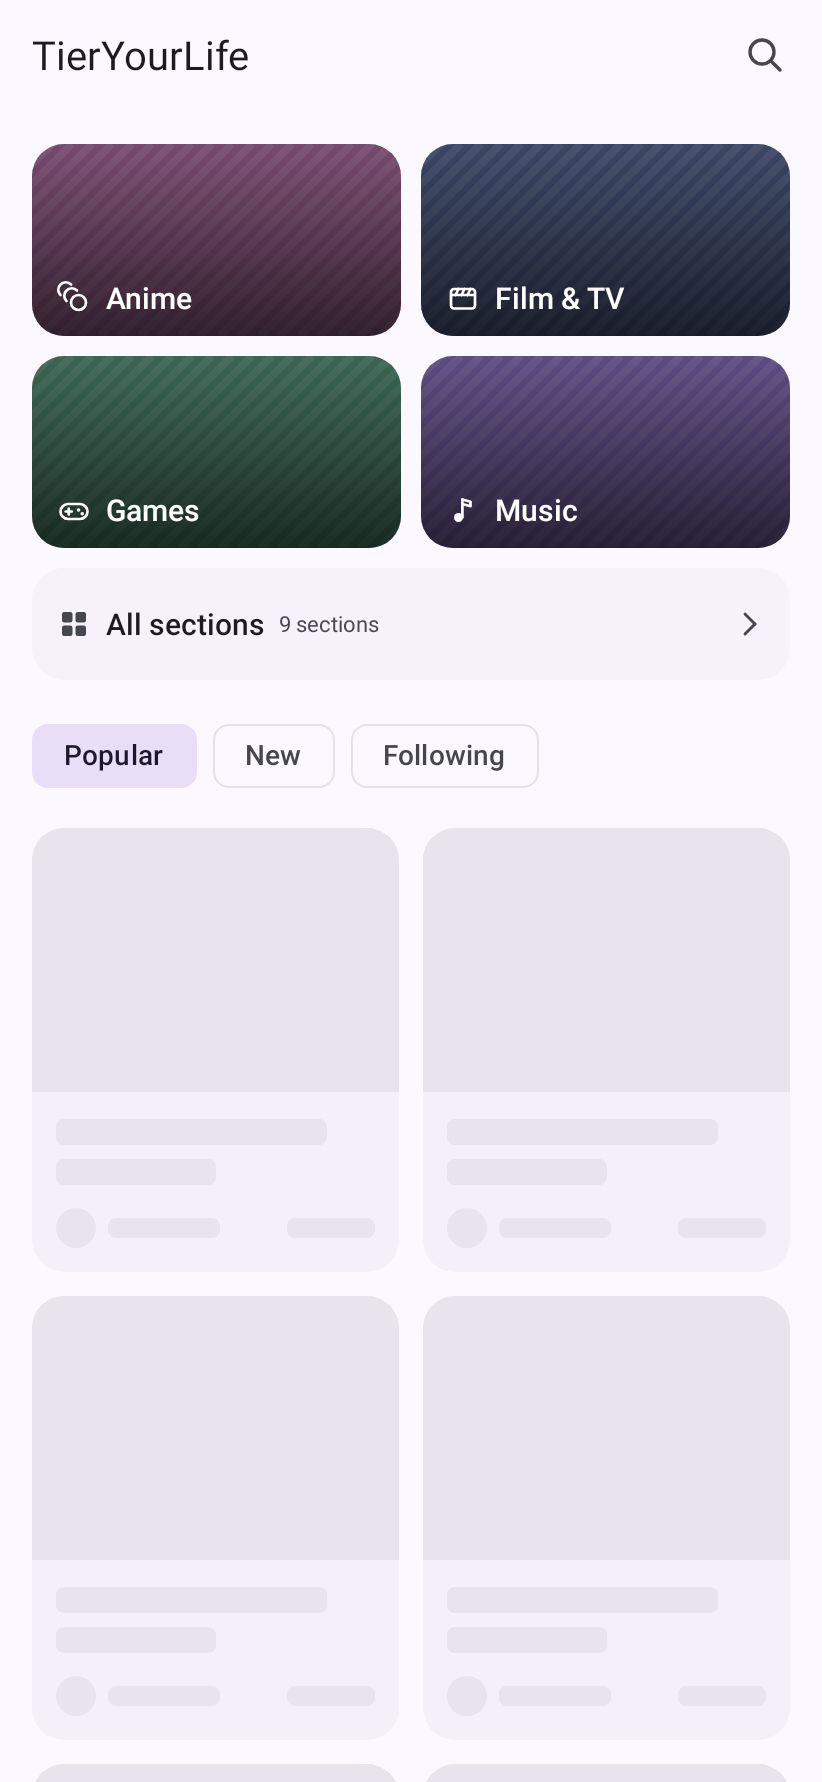 TierYourLife
Anime
Film & TV
Games
Music
All sections 9 sections
Popular New Following